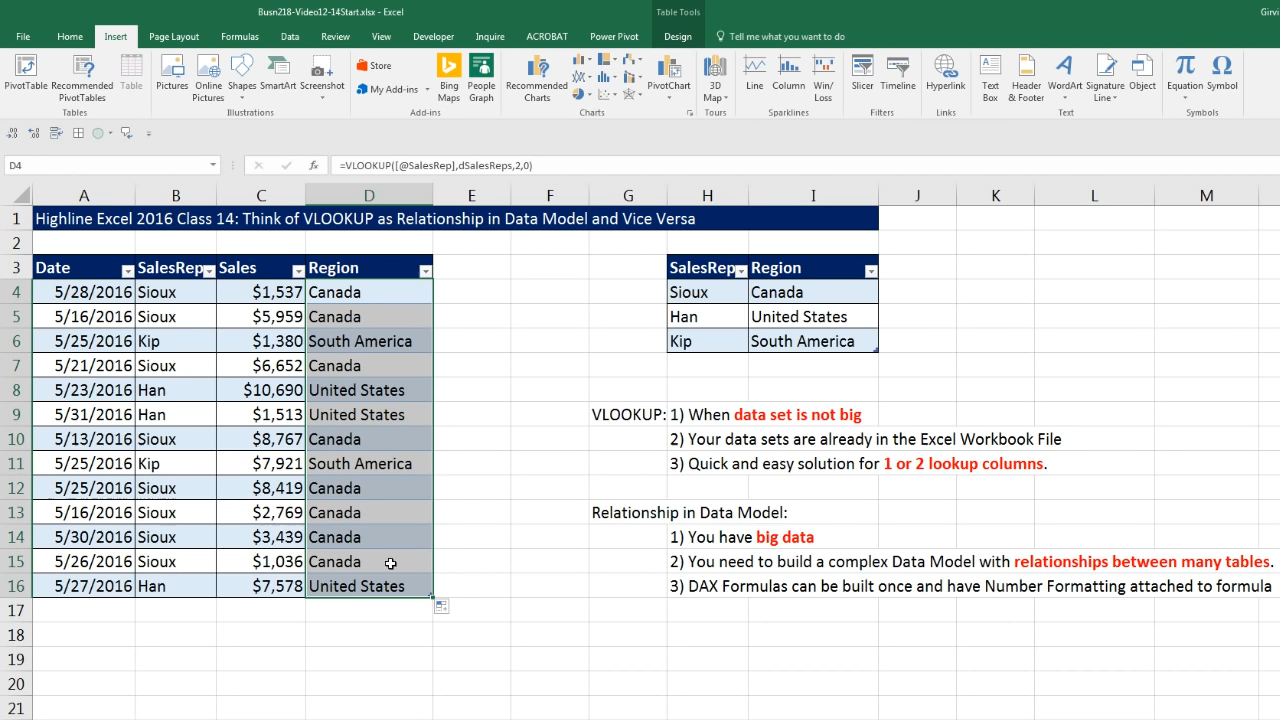 Busn218-Video12-14Start.xlsx - Excel
Table Tools
Girvi
File Home Insert Page Layout Formulas Data Review View Developer Inquire ACROBAT Power Pivot Design Tell me what you want to do
PivotTable Recommended PivotTables Table Pictures Online Pictures Shapes SmartArt Screenshot Store My Add-ins Bing Maps People Graph Recommended Charts PivotChart 3D Map Line Column Win/Loss Slicer Timeline Hyperlink Text Box Header & Footer WordArt Signature Line Object Equation Symbol
Tables Illustrations Add-ins Charts Tours Sparklines Filters Links Text Symbols
D4 fx =VLOOKUP([@SalesRep],dSalesReps,2,0)
A B C D E F G H I J K L M
1 Highline Excel 2016 Class 14: Think of VLOOKUP as Relationship in Data Model and Vice Versa
2
3 Date SalesRep Sales Region SalesRep Region
4 5/28/2016 Sioux $1,537 Canada Sioux Canada
5 5/16/2016 Sioux $5,959 Canada Han United States
6 5/25/2016 Kip $1,380 South America Kip South America
7 5/21/2016 Sioux $6,652 Canada
8 5/23/2016 Han $10,690 United States
9 5/31/2016 Han $1,513 United States VLOOKUP: 1) When data set is not big
10 5/13/2016 Sioux $8,767 Canada 2) Your data sets are already in the Excel Workbook File
11 5/25/2016 Kip $7,921 South America 3) Quick and easy solution for 1 or 2 lookup columns.
12 5/25/2016 Sioux $8,419 Canada
13 5/16/2016 Sioux $2,769 Canada Relationship in Data Model:
14 5/30/2016 Sioux $3,439 Canada 1) You have big data
15 5/26/2016 Sioux $1,036 Canada 2) You need to build a complex Data Model with relationships between many tables.
16 5/27/2016 Han $7,578 United States 3) DAX Formulas can be built once and have Number Formatting attached to formula
17
18
19
20
21